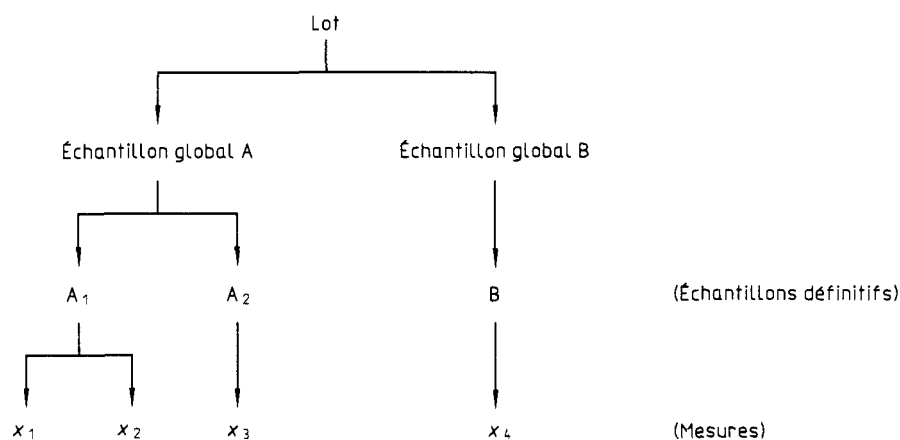 Lot
Échantillon global A Échantillon global B
A₁ A₂ B (Échantillons définitifs)
x₁ x₂ x₃ x₄ (Mesures)